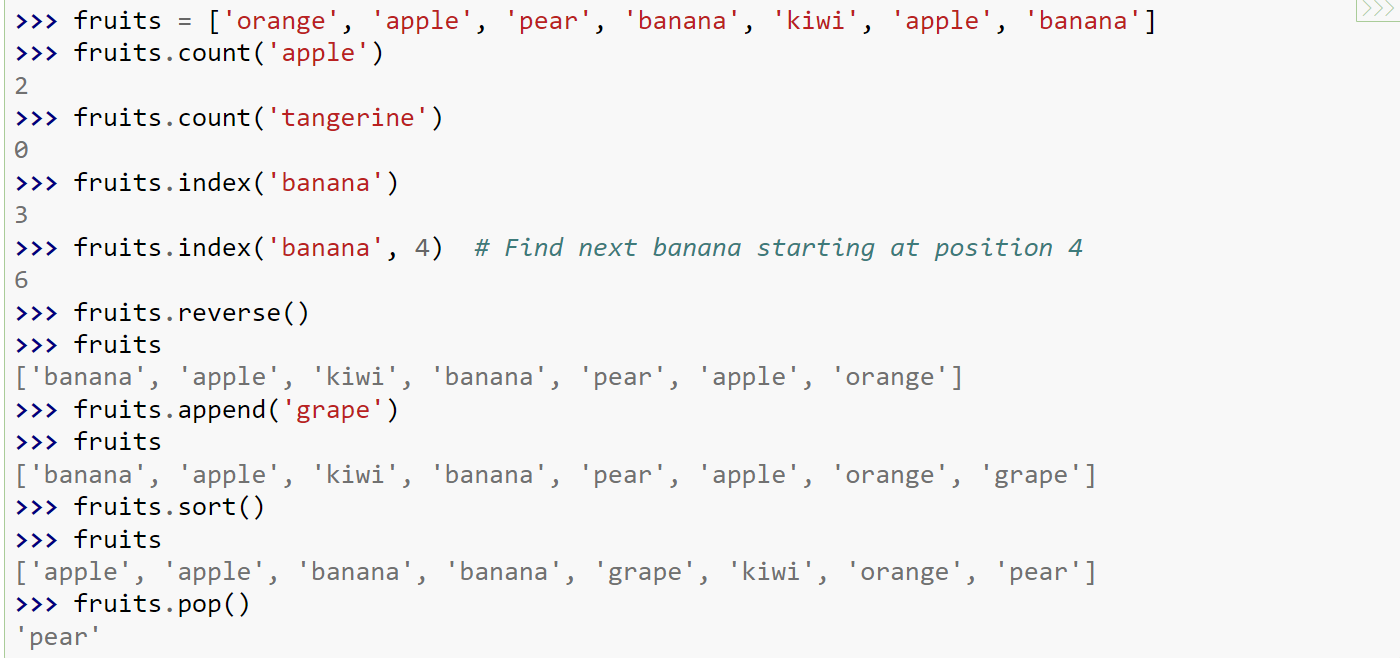 >>>
>>> fruits = ['orange', 'apple', 'pear', 'banana', 'kiwi', 'apple', 'banana']
>>> fruits.count('apple')
2
>>> fruits.count('tangerine')
0
>>> fruits.index('banana')
3
>>> fruits.index('banana', 4)  # Find next banana starting at position 4
6
>>> fruits.reverse()
>>> fruits
['banana', 'apple', 'kiwi', 'banana', 'pear', 'apple', 'orange']
>>> fruits.append('grape')
>>> fruits
['banana', 'apple', 'kiwi', 'banana', 'pear', 'apple', 'orange', 'grape']
>>> fruits.sort()
>>> fruits
['apple', 'apple', 'banana', 'banana', 'grape', 'kiwi', 'orange', 'pear']
>>> fruits.pop()
'pear'